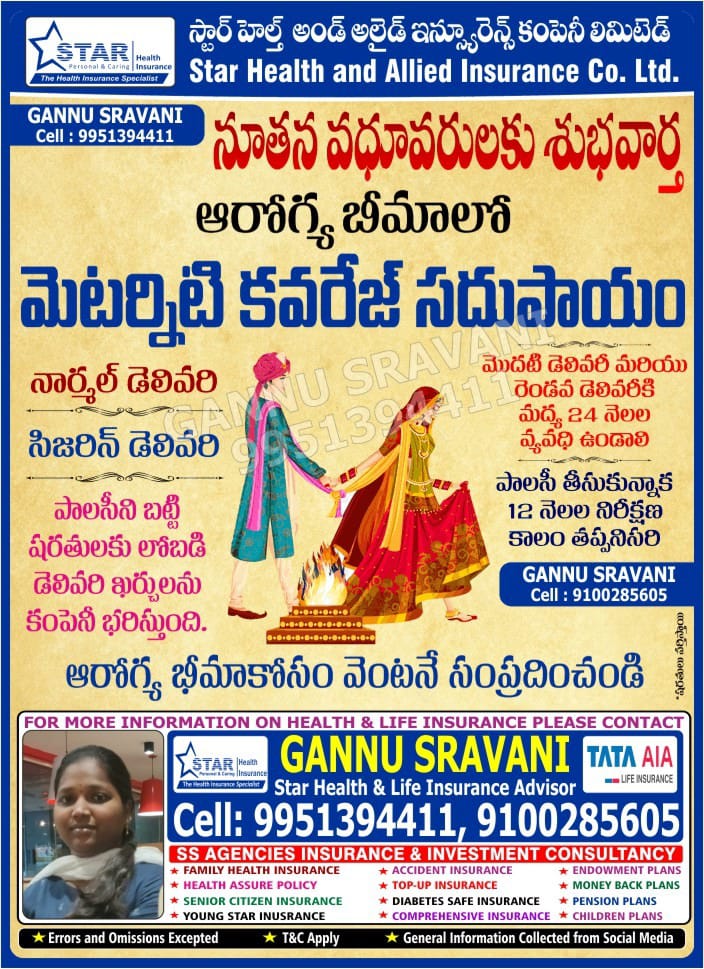 STAR Health
Personal & Caring Insurance
The Health Insurance Specialist
స్టార్ హెల్త్ అండ్ అలైడ్ ఇన్స్యూరెన్స్ కంపెనీ లిమిటెడ్
Star Health and Allied Insurance Co. Ltd.
GANNU SRAVANI
Cell : 9951394411
నూతన వధూవరులకు శుభవార్త
ఆరోగ్య బీమాలో
మెటర్నిటి కవరేజ్ సదుపాయం
నార్మల్ డెలివరి
సిజరిన్ డెలివరి
పాలసీని బట్టి
షరతులకు లోబడి
డెలివరి ఖర్చులను
కంపెనీ భరిస్తుంది.
GANNU SRAVANI
9951394411
మొదటి డెలివరీ మరియు
రెండవ డెలివరీకి
మధ్య 24 నెలల
వ్యవధి ఉండాలి
పాలసీ తీసుకున్నాక
12 నెలల నిరీక్షణ
కాలం తప్పనిసరి
GANNU SRAVANI
Cell : 9100285605
*షరతులు వర్తిస్తాయి
ఆరోగ్య భీమాకోసం వెంటనే సంప్రదించండి
FOR MORE INFORMATION ON HEALTH & LIFE INSURANCE PLEASE CONTACT
STAR Health
Personal & Caring Insurance
The Health Insurance Specialist
GANNU SRAVANI
Star Health & Life Insurance Advisor
TATA AIA
LIFE INSURANCE
Cell: 9951394411, 9100285605
SS AGENCIES INSURANCE & INVESTMENT CONSULTANCY
★ FAMILY HEALTH INSURANCE
★ HEALTH ASSURE POLICY
★ SENIOR CITIZEN INSURANCE
★ YOUNG STAR INUSRANCE
★ ACCIDENT INSURANCE
★ TOP-UP INSURANCE
★ DIABETES SAFE INSURANCE
★ COMPREHENSIVE INSURANCE
★ ENDOWMENT PLANS
★ MONEY BACK PLANS
★ PENSION PLANS
★ CHILDREN PLANS
★ Errors and Omissions Excepted ★ T&C Apply ★ General Information Collected from Social Media